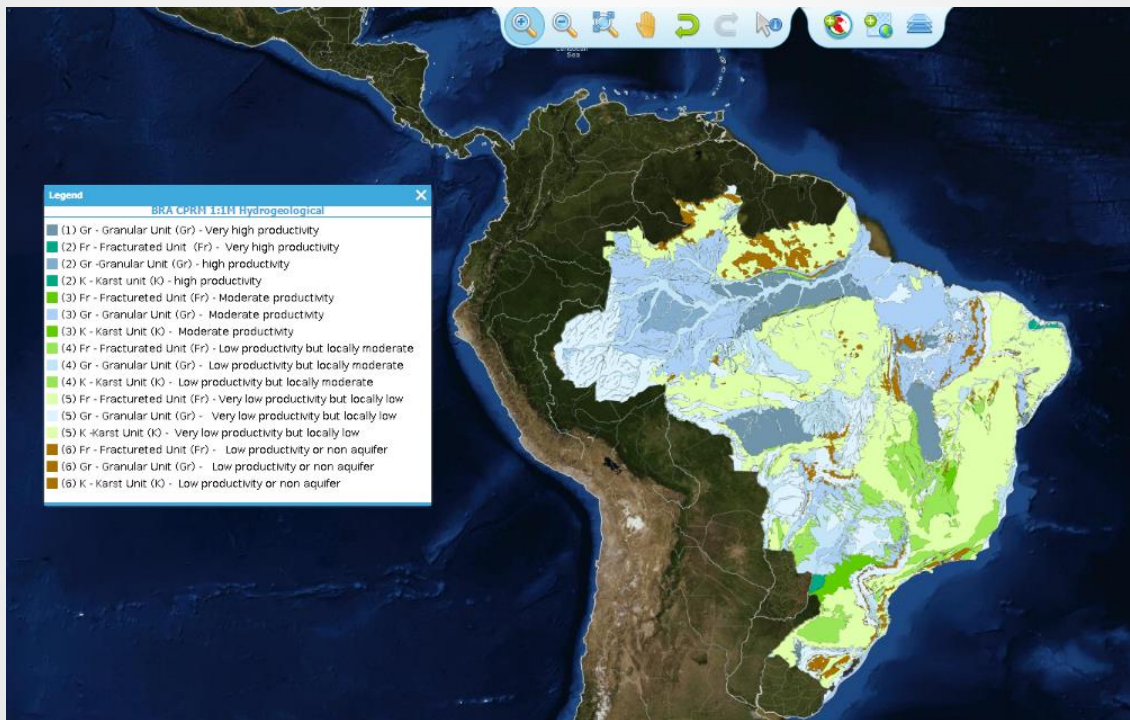 Caribbean
Sea
Legend
BRA CPRM 1:1M Hydrogeological
(1) Gr - Granular Unit (Gr) - Very high productivity
(2) Fr - Fracturated Unit (Fr) - Very high productivity
(2) Gr -Granular Unit (Gr) - high productivity
(2) K - Karst unit (K) - high productivity
(3) Fr - Fractureted Unit (Fr) - Moderate productivity
(3) Gr - Granular Unit (Gr) - Moderate productivity
(3) K - Karst Unit (K) - Moderate productivity
(4) Fr - Fracturated Unit (Fr) - Low productivity but locally moderate
(4) Gr - Granular Unit (Gr) - Low productivity but locally moderate
(4) K - Karst Unit (K) - Low productivity but locally moderate
(5) Fr - Fracturated Unit (Fr) - Very low productivity but locally low
(5) Gr - Granular Unit (Gr) - Very low productivity but locally low
(5) K -Karst Unit (K) - Very low productivity but locally low
(6) Fr - Fractureted Unit (Fr) - Low productivity or non aquifer
(6) Gr - Granular Unit (Gr) - Low productivity or non aquifer
(6) K - Karst Unit (K) - Low productivity or non aquifer